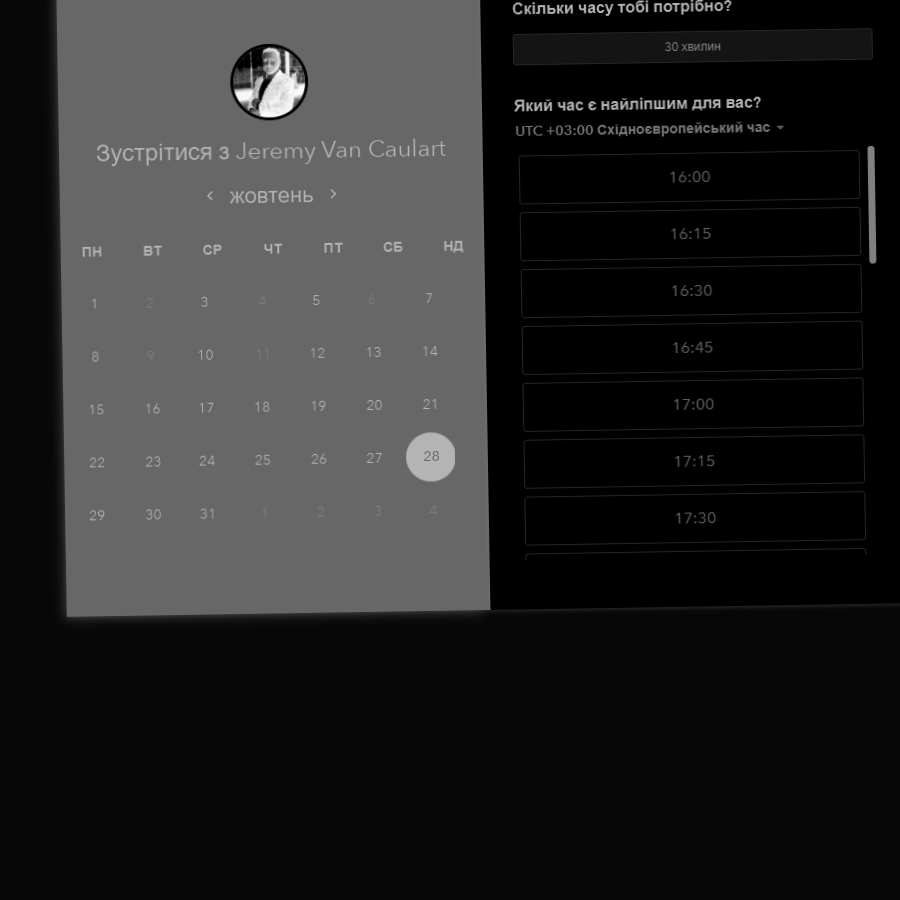 Зустрітися з Jeremy Van Caulart
жовтень
ПН ВТ СР ЧТ ПТ СБ НД
1 2 3 4 5 6 7
8 9 10 11 12 13 14
15 16 17 18 19 20 21
22 23 24 25 26 27 28
29 30 31 1 2 3 4
Скільки часу тобі потрібно?
30 хвилин
Який час є найліпшим для вас?
UTC +03:00 Східноєвропейський час
16:00
16:15
16:30
16:45
17:00
17:15
17:30